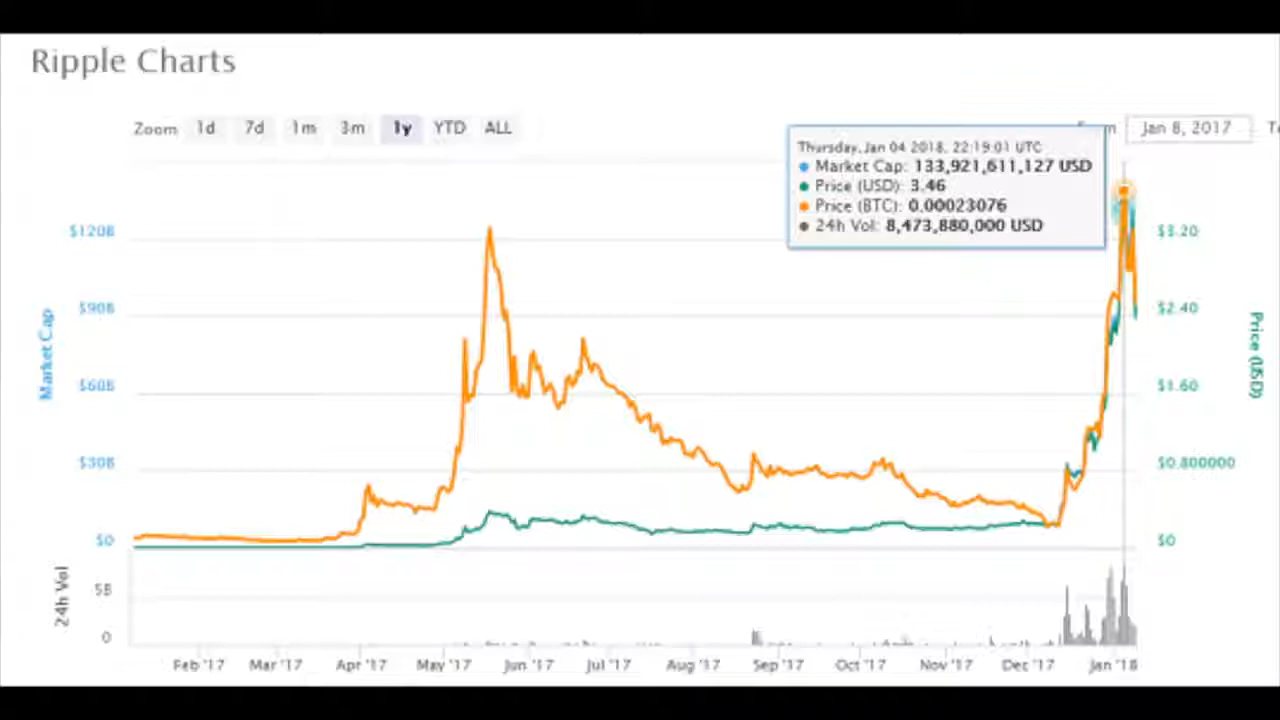 Ripple Charts
Zoom 1d 7d 1m 3m 1y YTD ALL
Jan 8, 2017
Thursday, Jan 04 2018, 22:19:01 UTC
Market Cap: 133,921,611,127 USD
Price (USD): 3.46
Price (BTC): 0.00023076
24h Vol: 8,473,880,000 USD
$120B
$90B
$60B
$30B
$0
Market Cap
$3.20
$2.40
$1.60
$0.800000
$0
Price (USD)
24h Vol
5B
0
Feb '17 Mar '17 Apr '17 May '17 Jun '17 Jul '17 Aug '17 Sep '17 Oct '17 Nov '17 Dec '17 Jan '18